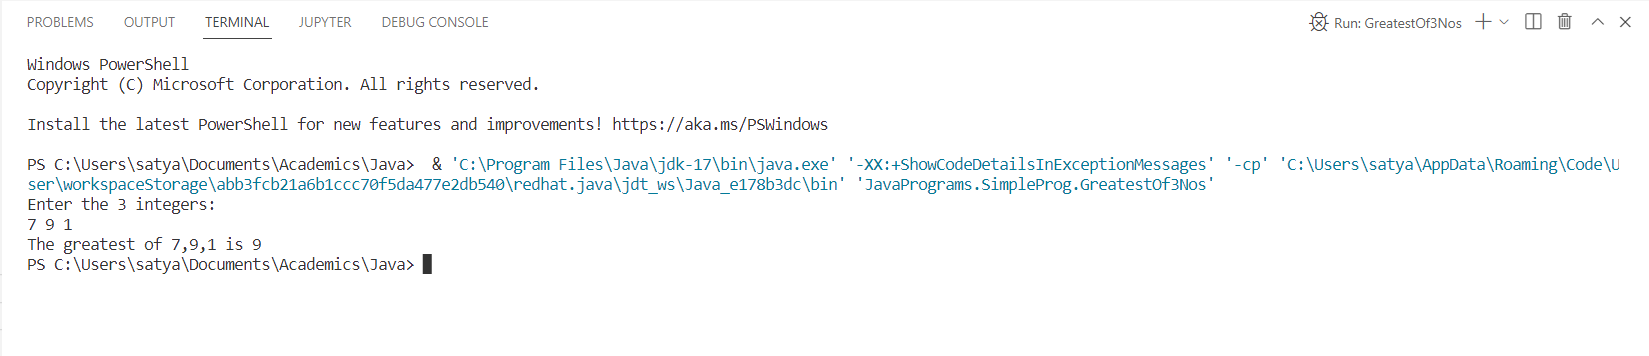 PROBLEMS OUTPUT TERMINAL JUPYTER DEBUG CONSOLE Run: GreatestOf3Nos
Windows PowerShell
Copyright (C) Microsoft Corporation. All rights reserved.
Install the latest PowerShell for new features and improvements! https://aka.ms/PSWindows
PS C:\Users\satya\Documents\Academics\Java>  & 'C:\Program Files\Java\jdk-17\bin\java.exe' '-XX:+ShowCodeDetailsInExceptionMessages' '-cp' 'C:\Users\satya\AppData\Roaming\Code\U
ser\workspaceStorage\abb3fcb21a6b1ccc70f5da477e2db540\redhat.java\jdt_ws\Java_e178b3dc\bin' 'JavaPrograms.SimpleProg.GreatestOf3Nos'
Enter the 3 integers:
7 9 1
The greatest of 7,9,1 is 9
PS C:\Users\satya\Documents\Academics\Java>